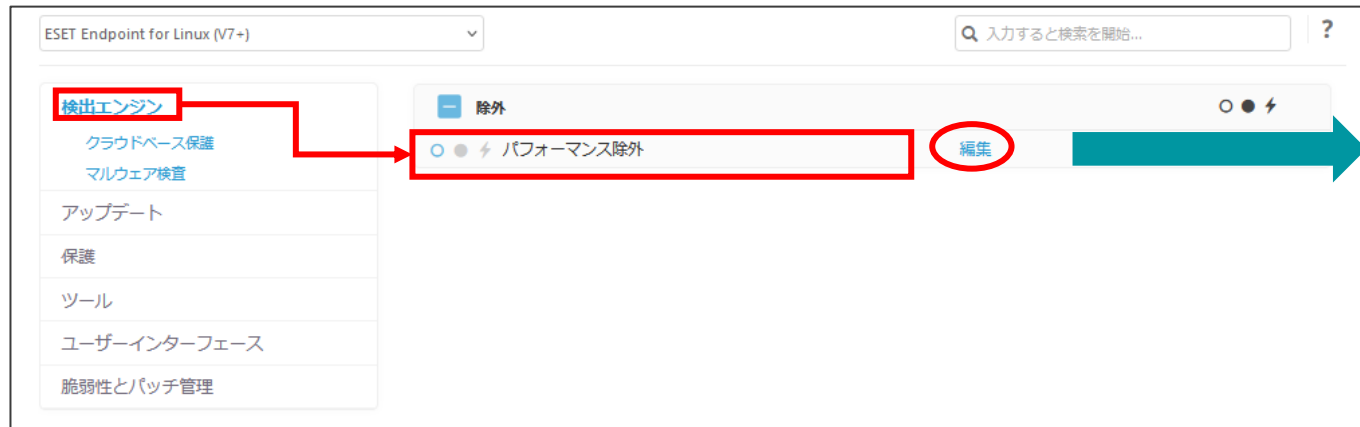 ESET Endpoint for Linux (V7+)
入力すると検索を開始...
?
検出エンジン
クラウドベース保護
マルウェア検査
アップデート
保護
ツール
ユーザーインターフェース
脆弱性とパッチ管理
除外
パフォーマンス除外
編集